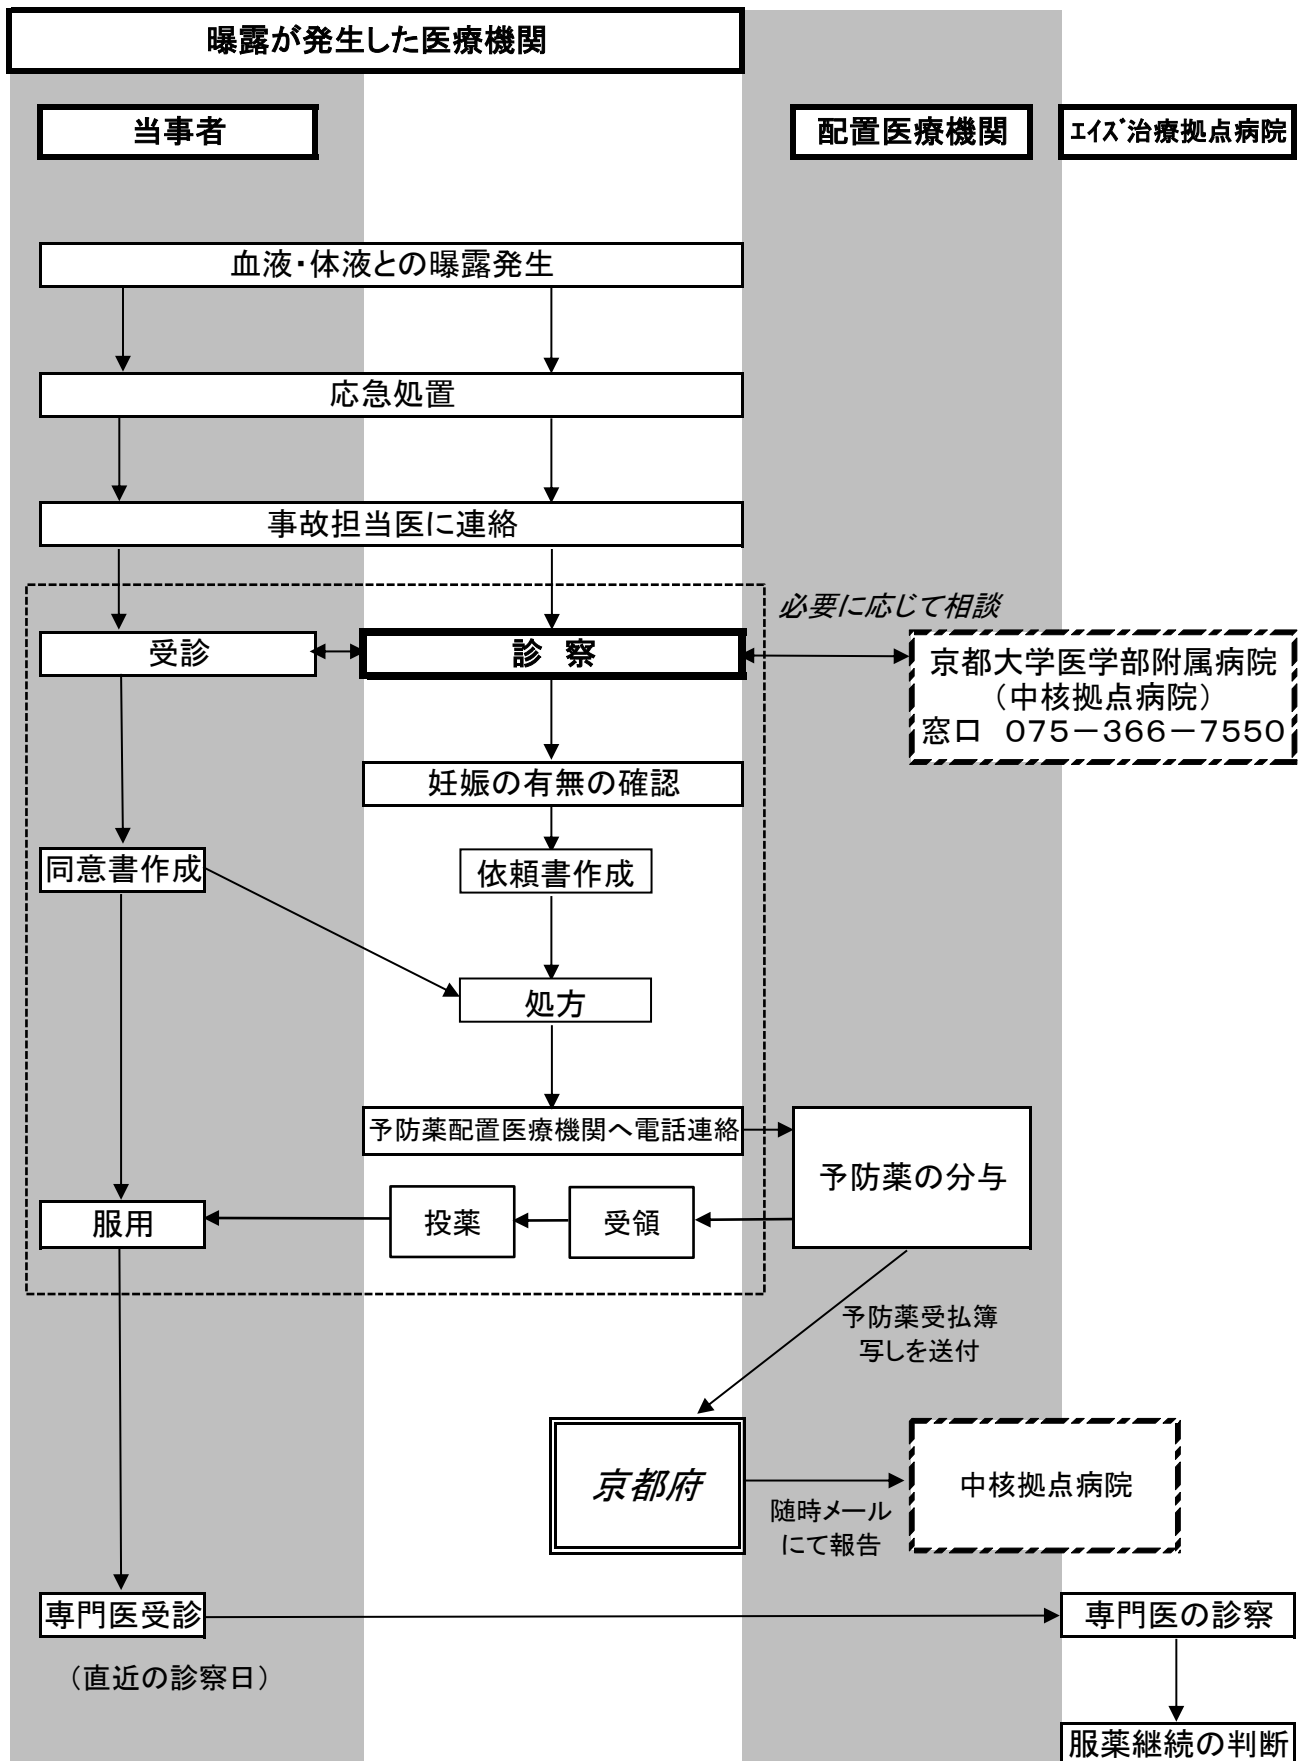 曝露が発生した医療機関
当事者
配置医療機関
ｴｲｽﾞ治療拠点病院
血液・体液との曝露発生
応急処置
事故担当医に連絡
必要に応じて相談
受診
診　察
京都大学医学部附属病院
（中核拠点病院）
窓口　０７５－３６６－７５５０
妊娠の有無の確認
同意書作成
依頼書作成
処方
予防薬配置医療機関へ電話連絡
予防薬の分与
服用
投薬
受領
予防薬受払簿
写しを送付
京都府
中核拠点病院
随時メール
にて報告
専門医受診
専門医の診察
（直近の診察日）
服薬継続の判断